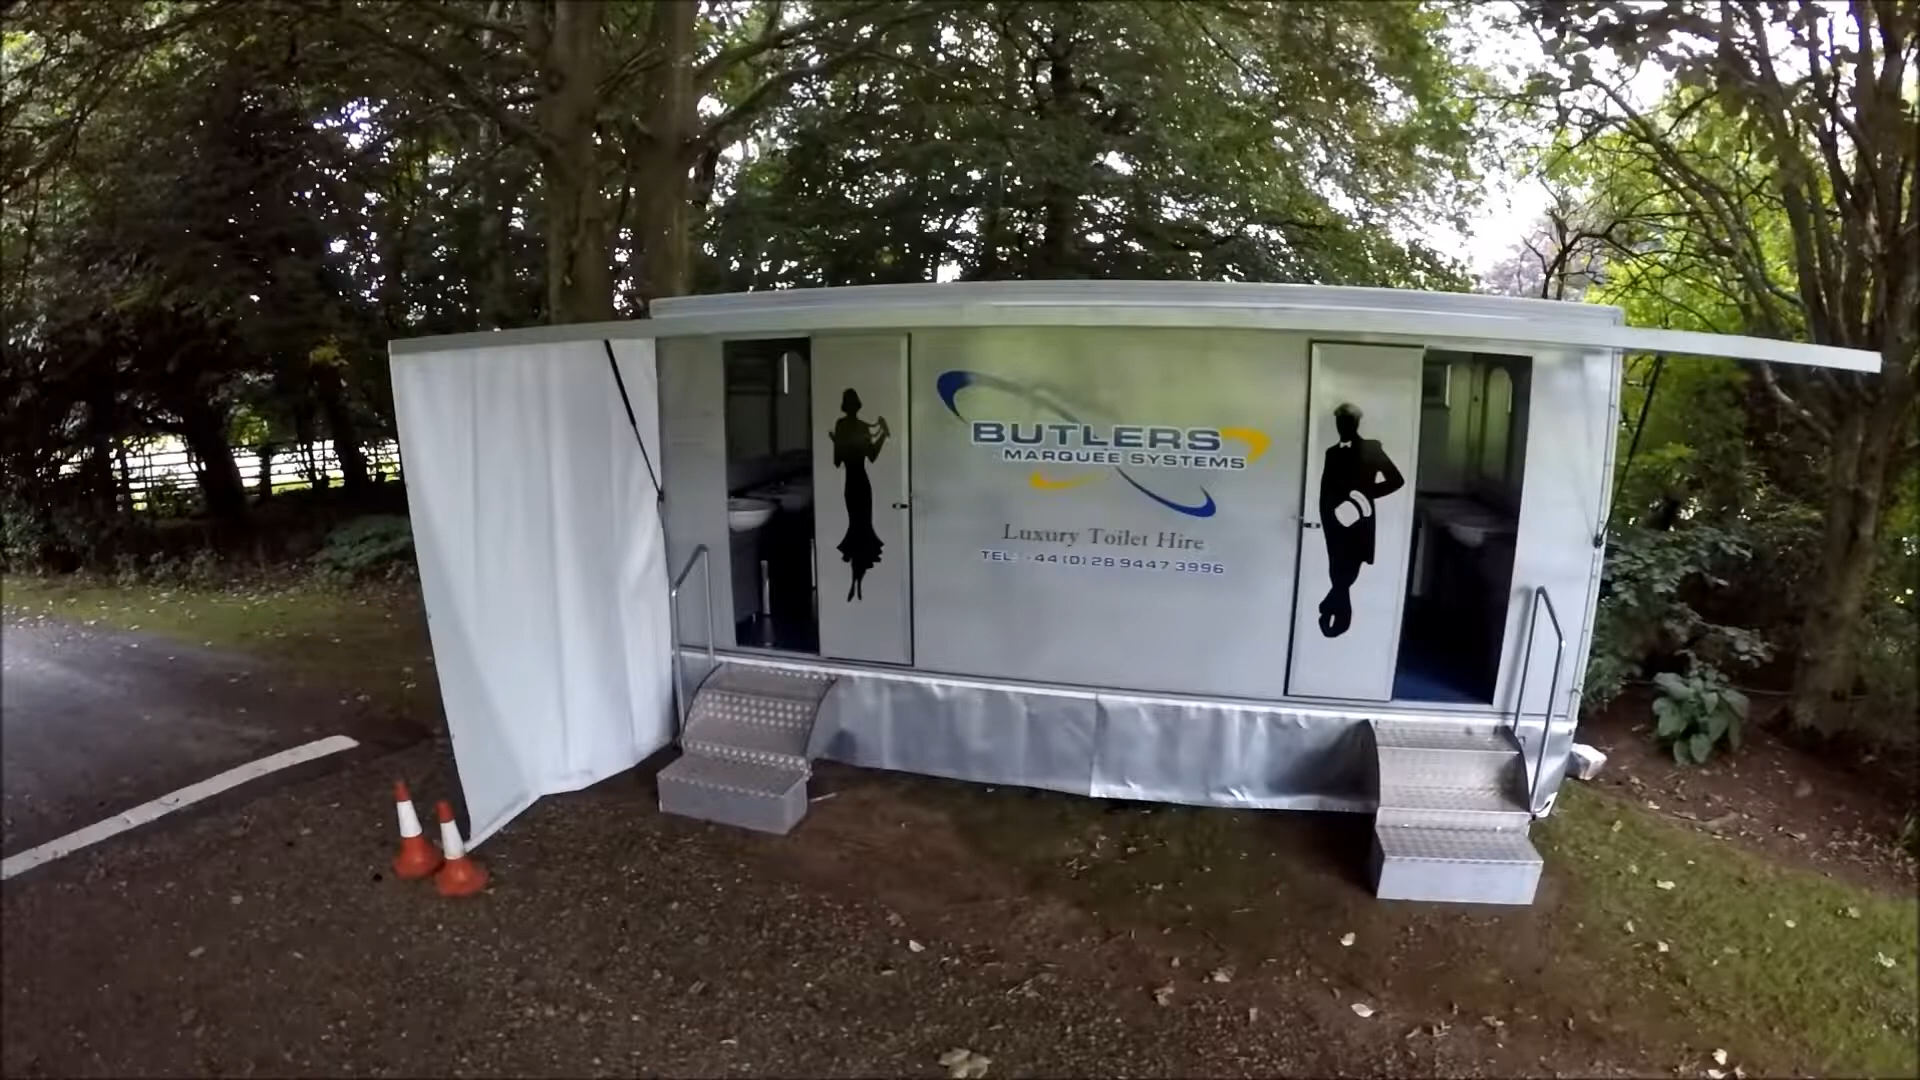 BUTLERS
MARQUEE SYSTEMS
Luxury Toilet Hire
TEL: +44 (0) 28 9447 3996